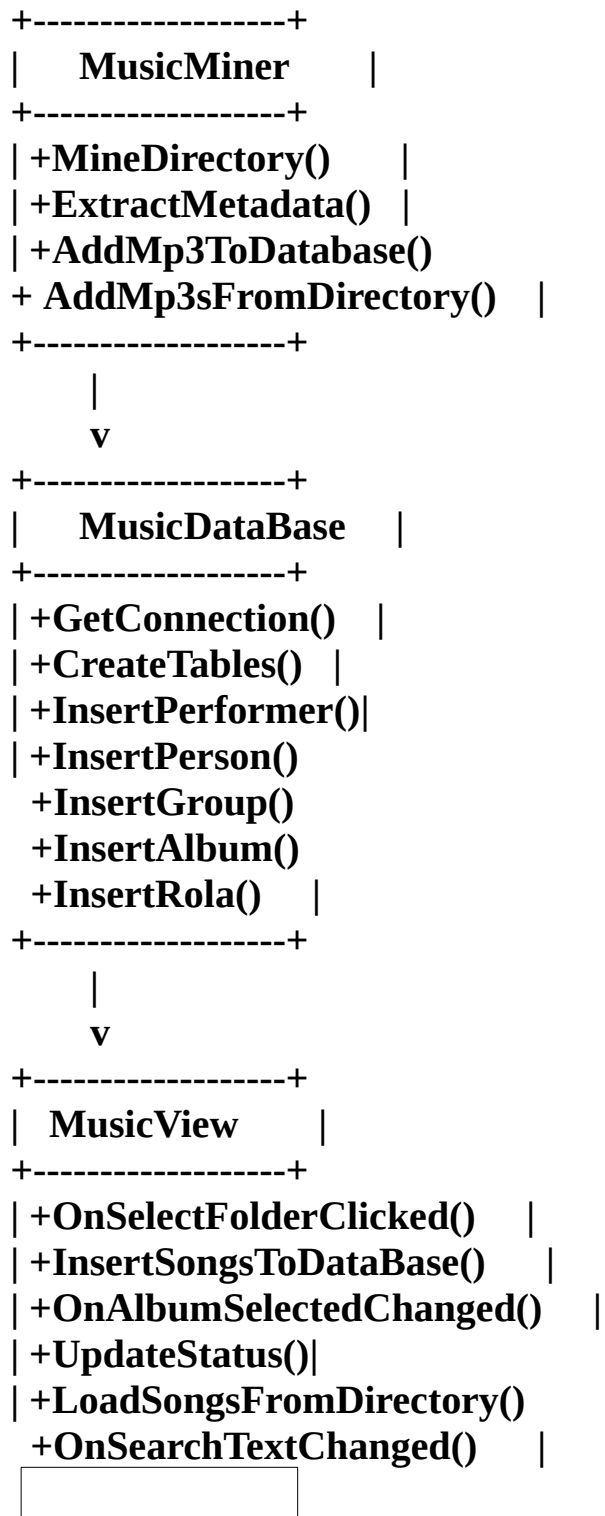 +-------------------+
|      MusicMiner        |
+-------------------+
| +MineDirectory()       |
| +ExtractMetadata()   |
| +AddMp3ToDatabase()
+ AddMp3sFromDirectory()    |
+-------------------+
        |
        v
+-------------------+
|      MusicDataBase     |
+-------------------+
| +GetConnection()    |
| +CreateTables()   |
| +InsertPerformer()|
| +InsertPerson()
  +InsertGroup()
  +InsertAlbum()
  +InsertRola()     |
+-------------------+
        |
        v
+-------------------+
|   MusicView        |
+-------------------+
| +OnSelectFolderClicked()     |
| +InsertSongsToDataBase()      |
| +OnAlbumSelectedChanged()     |
| +UpdateStatus()|
| +LoadSongsFromDirectory()
  +OnSearchTextChanged()      |